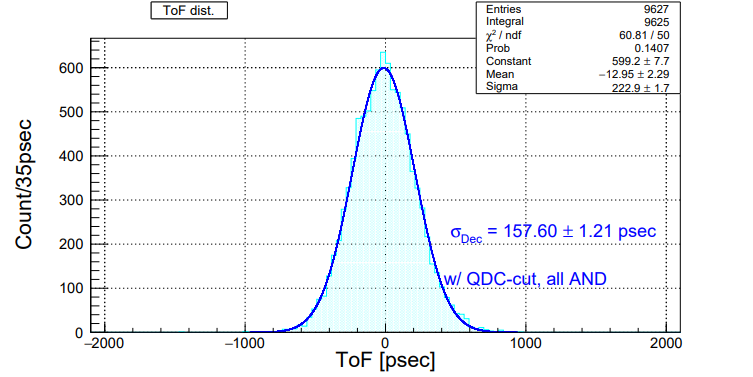 ToF dist.
Entries 9627
Integral 9625
χ² / ndf 60.81 / 50
Prob 0.1407
Constant 599.2 ± 7.7
Mean −12.95 ± 2.29
Sigma 222.9 ± 1.7
Count/35psec
600
500
400
300
200
100
0
σDec = 157.60 ± 1.21 psec
w/ QDC-cut, all AND
−2000 −1000 0 1000 2000
ToF [psec]